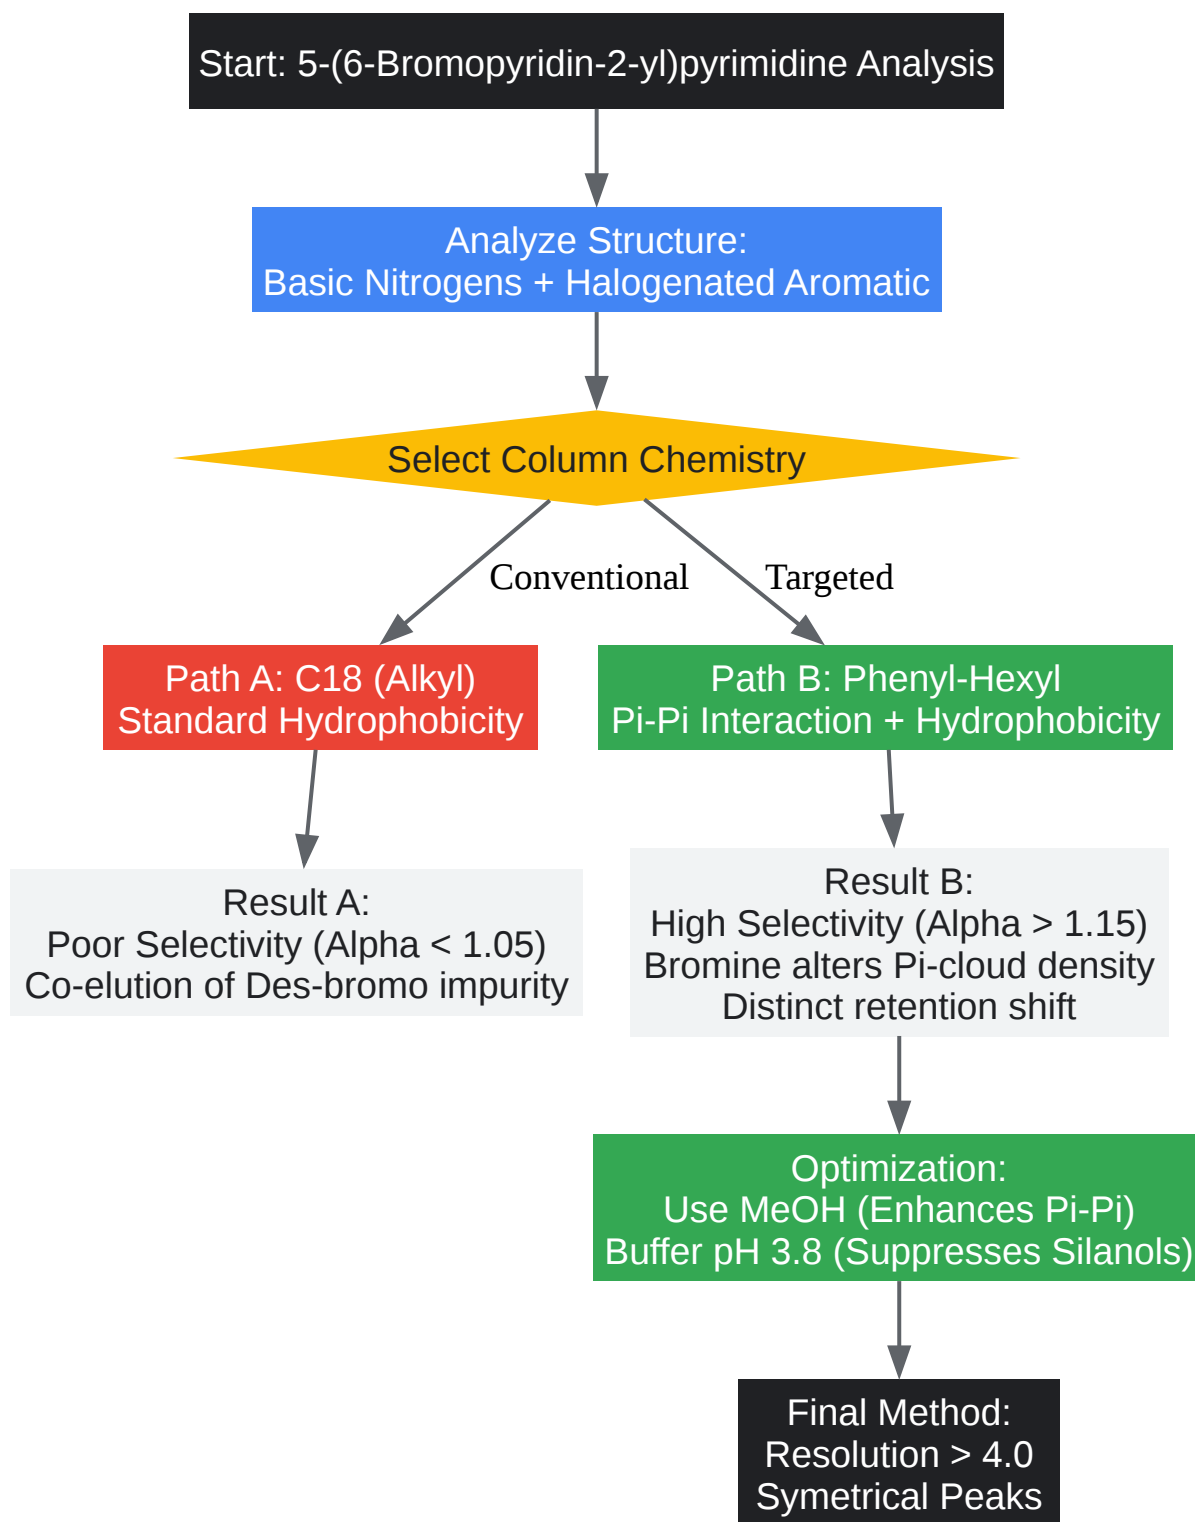 Start: 5-(6-Bromopyridin-2-yl)pyrimidine Analysis
Analyze Structure:
Basic Nitrogens + Halogenated Aromatic
Select Column Chemistry
Conventional
Targeted
Path A: C18 (Alkyl)
Standard Hydrophobicity
Path B: Phenyl-Hexyl
Pi-Pi Interaction + Hydrophobicity
Result A:
Poor Selectivity (Alpha < 1.05)
Co-elution of Des-bromo impurity
Result B:
High Selectivity (Alpha > 1.15)
Bromine alters Pi-cloud density
Distinct retention shift
Optimization:
Use MeOH (Enhances Pi-Pi)
Buffer pH 3.8 (Suppresses Silanols)
Final Method:
Resolution > 4.0
Symetrical Peaks